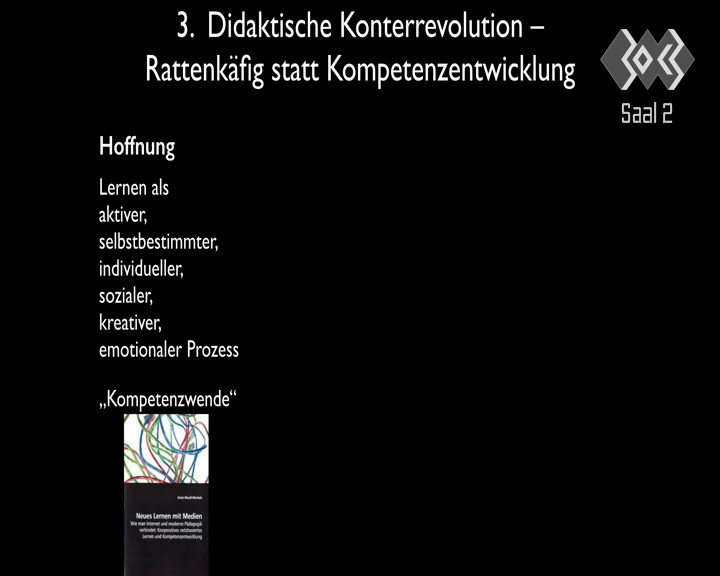 3. Didaktische Konterrevolution –
Rattenkäfig statt Kompetenzentwicklung
Saal 2
Hoffnung
Lernen als
aktiver,
selbstbestimmter,
individueller,
sozialer,
kreativer,
emotionaler Prozess
„Kompetenzwende“
Neues Lernen mit Medien
Wie man Internet und moderne Pädagogik
verbindet: Kooperatives netzbasiertes
Lernen und Kompetenzentwicklung